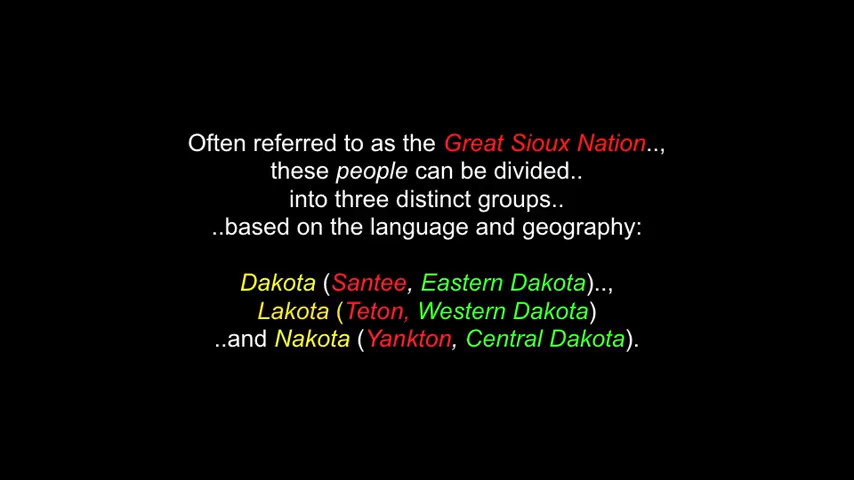 Often referred to as the Great Sioux Nation..,
these people can be divided..
into three distinct groups..
..based on the language and geography:
Dakota (Santee, Eastern Dakota)..,
Lakota (Teton, Western Dakota)
..and Nakota (Yankton, Central Dakota).